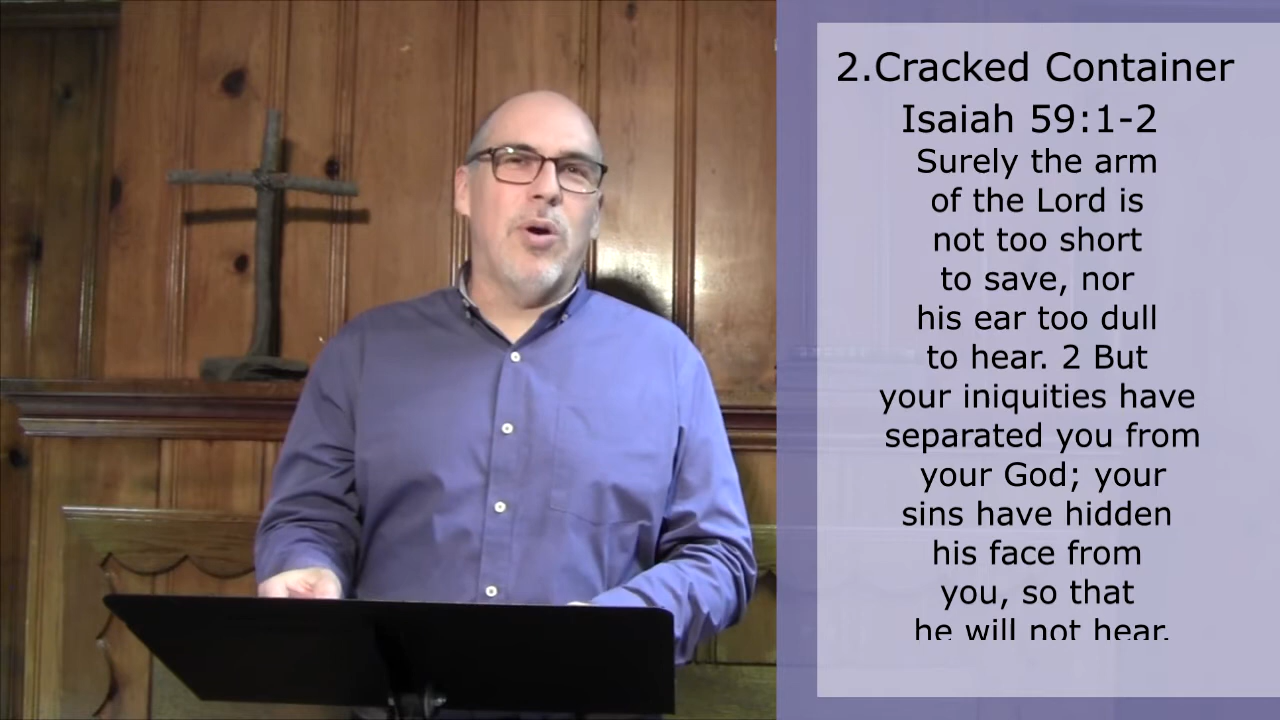 2.Cracked Container
Isaiah 59:1-2
Surely the arm
of the Lord is
not too short
to save, nor
his ear too dull
to hear. 2 But
your iniquities have
separated you from
your God; your
sins have hidden
his face from
you, so that
he will not hear.